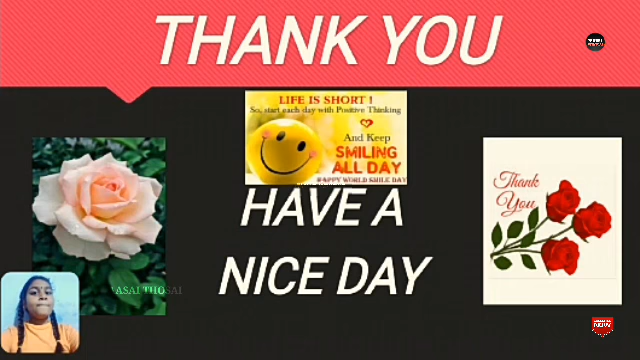 THANK YOU
LIFE IS SHORT !
So, start each day with Positive Thinking
And Keep
SMILING
ALL DAY
HAPPY WORLD SMILE DAY
HAVE A
NICE DAY
Thank
You
ASAI THOSAI